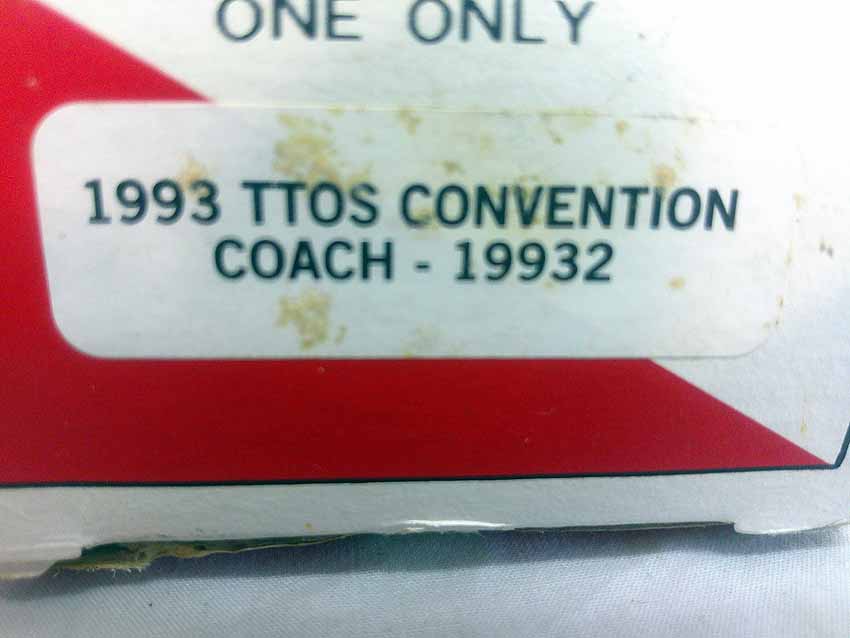 ONE ONLY
1993 TTOS CONVENTION
COACH - 19932